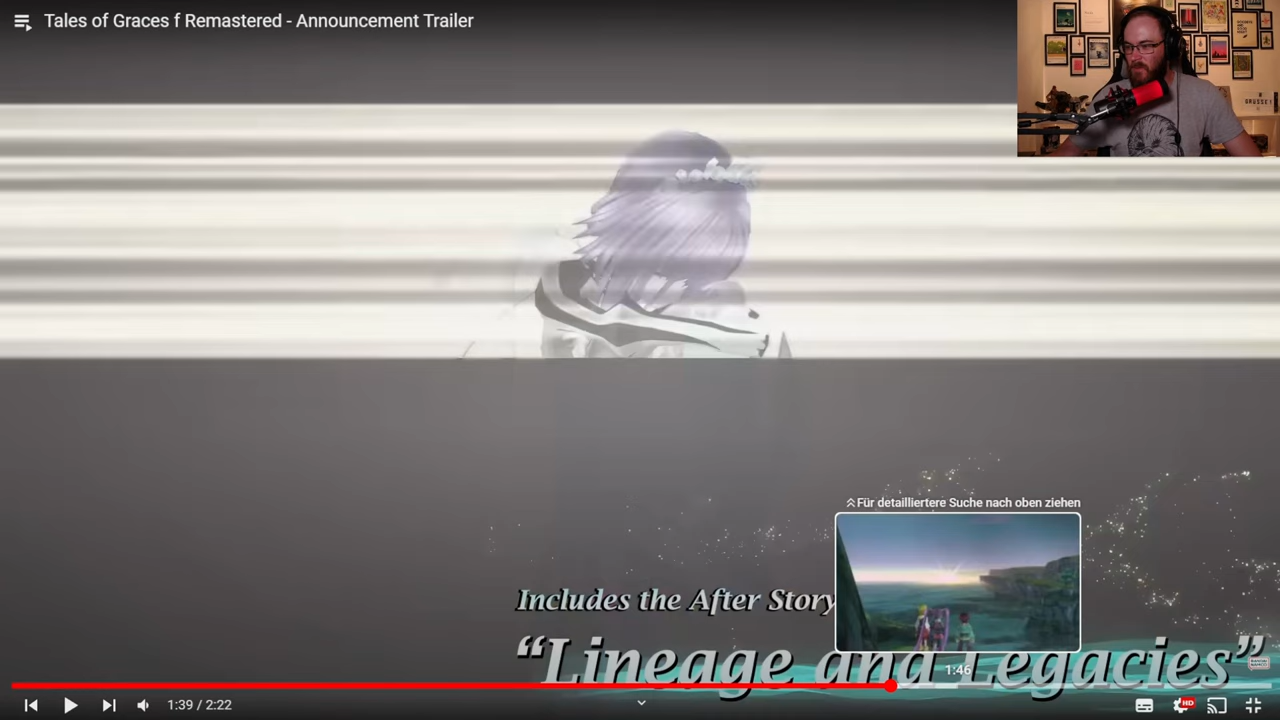 Tales of Graces f Remastered - Announcement Trailer
Für detailliertere Suche nach oben ziehen
Includes the After Story
“Lineage and Legacies”
1:46
1:39 / 2:22
HD